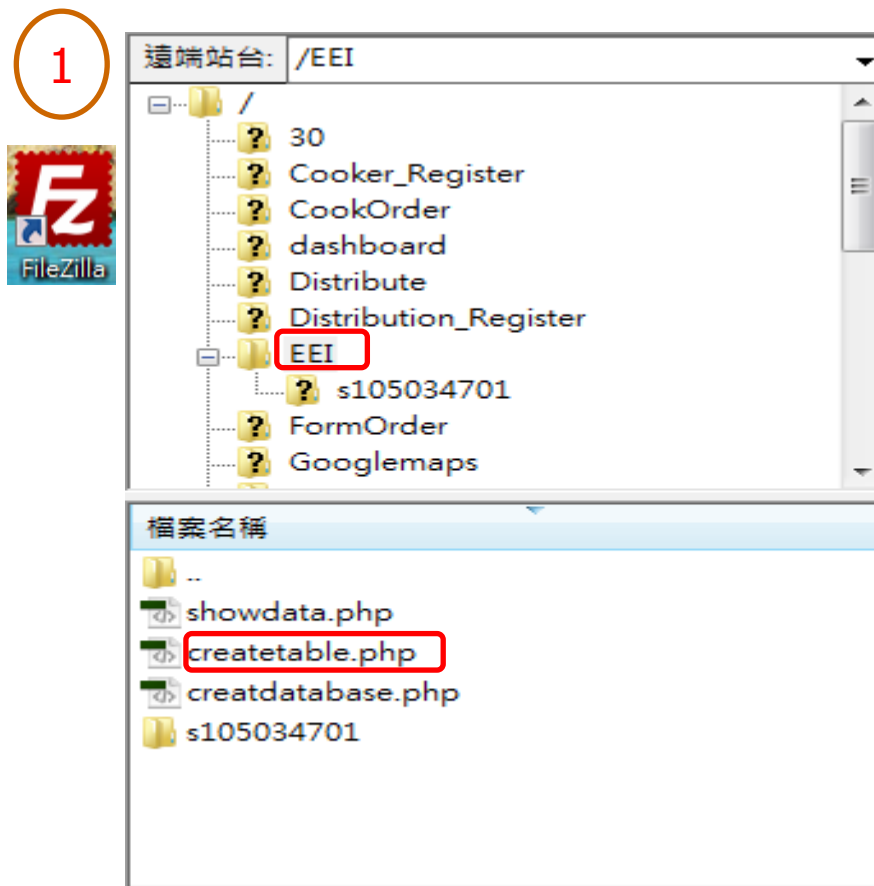 1
遠端站台: /EEI
/
30
Cooker_Register
CookOrder
dashboard
Distribute
Distribution_Register
EEI
s105034701
FormOrder
Googlemaps
FZ
FileZilla
檔案名稱
..
showdata.php
createtable.php
creatdatabase.php
s105034701